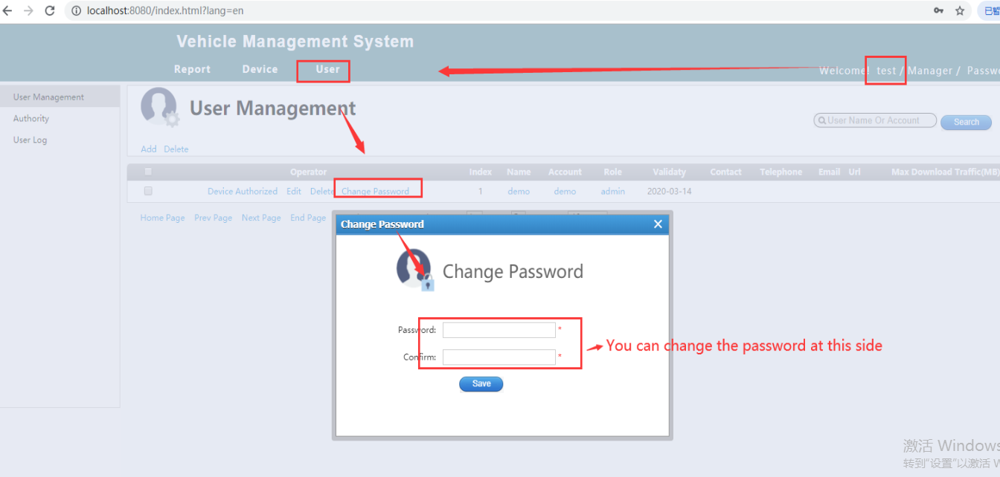 localhost:8080/index.html?lang=en
已暂
Vehicle Management System
Report Device User
Welcome! test / Manager / Passw
User Management
Authority
User Log
User Management
User Name Or Account Search
Add Delete
Operator Index Name Account Role Validaty Contact Telephone Email Url Max Download Traffic(MB)
Device Authorized Edit Delete Change Password 1 demo demo admin 2020-03-14
Home Page Prev Page Next Page End Page
Change Password
Change Password
Password: *
Confirm: *
You can change the password at this side
Save
激活 Windows
转到"设置"以激活 W